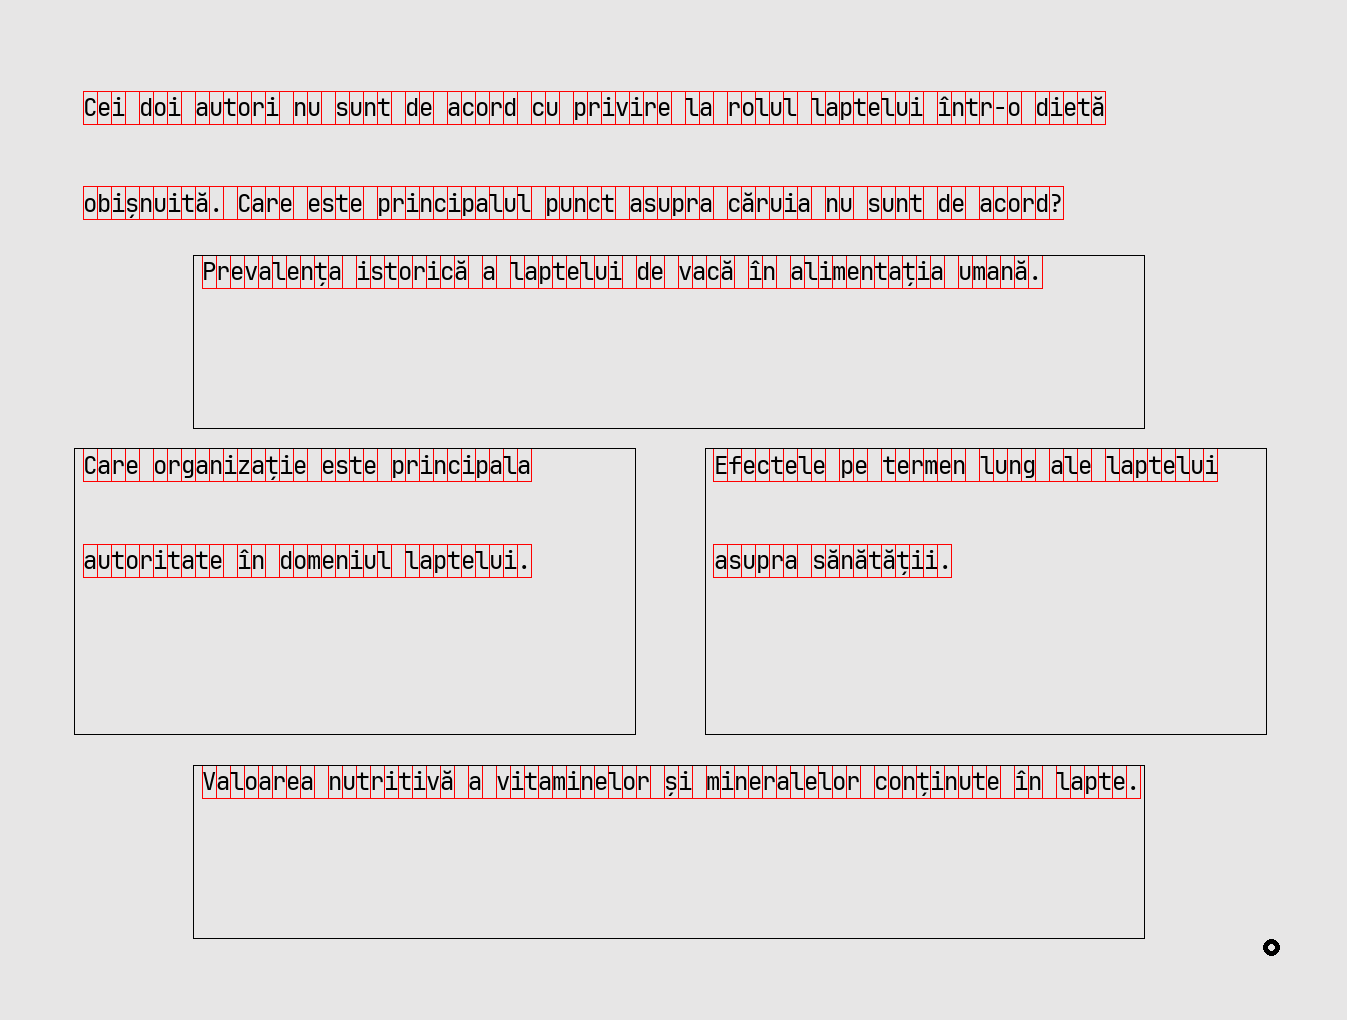 Cei doi autori nu sunt de acord cu privire la rolul laptelui într-o dietă
obișnuită. Care este principalul punct asupra căruia nu sunt de acord?
Prevalența istorică a laptelui de vacă în alimentația umană.
Care organizație este principala
autoritate în domeniul laptelui.
Efectele pe termen lung ale laptelui
asupra sănătății.
Valoarea nutritivă a vitaminelor și mineralelor conținute în lapte.